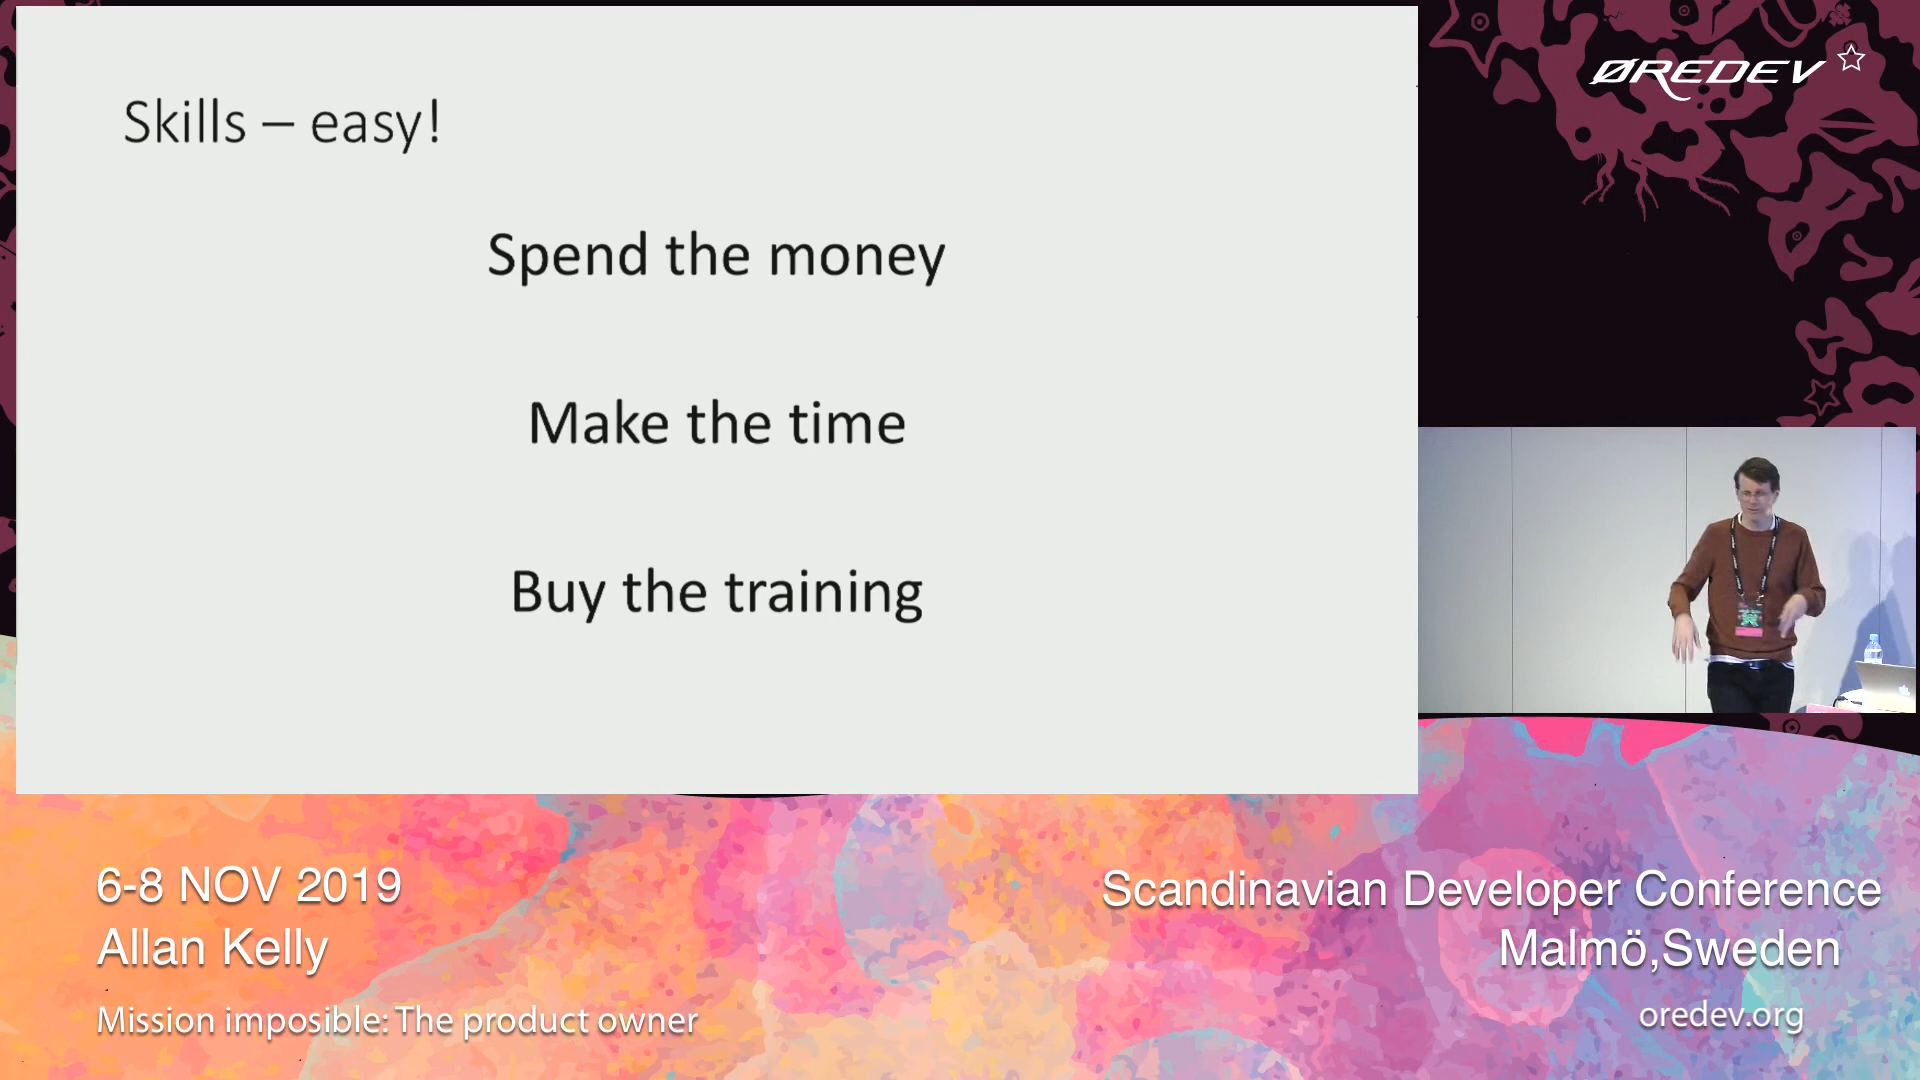 Skills – easy!
Spend the money
Make the time
Buy the training
ØREDEV
6-8 NOV 2019
Allan Kelly
Mission imposible: The product owner
Scandinavian Developer Conference
Malmö,Sweden
oredev.org